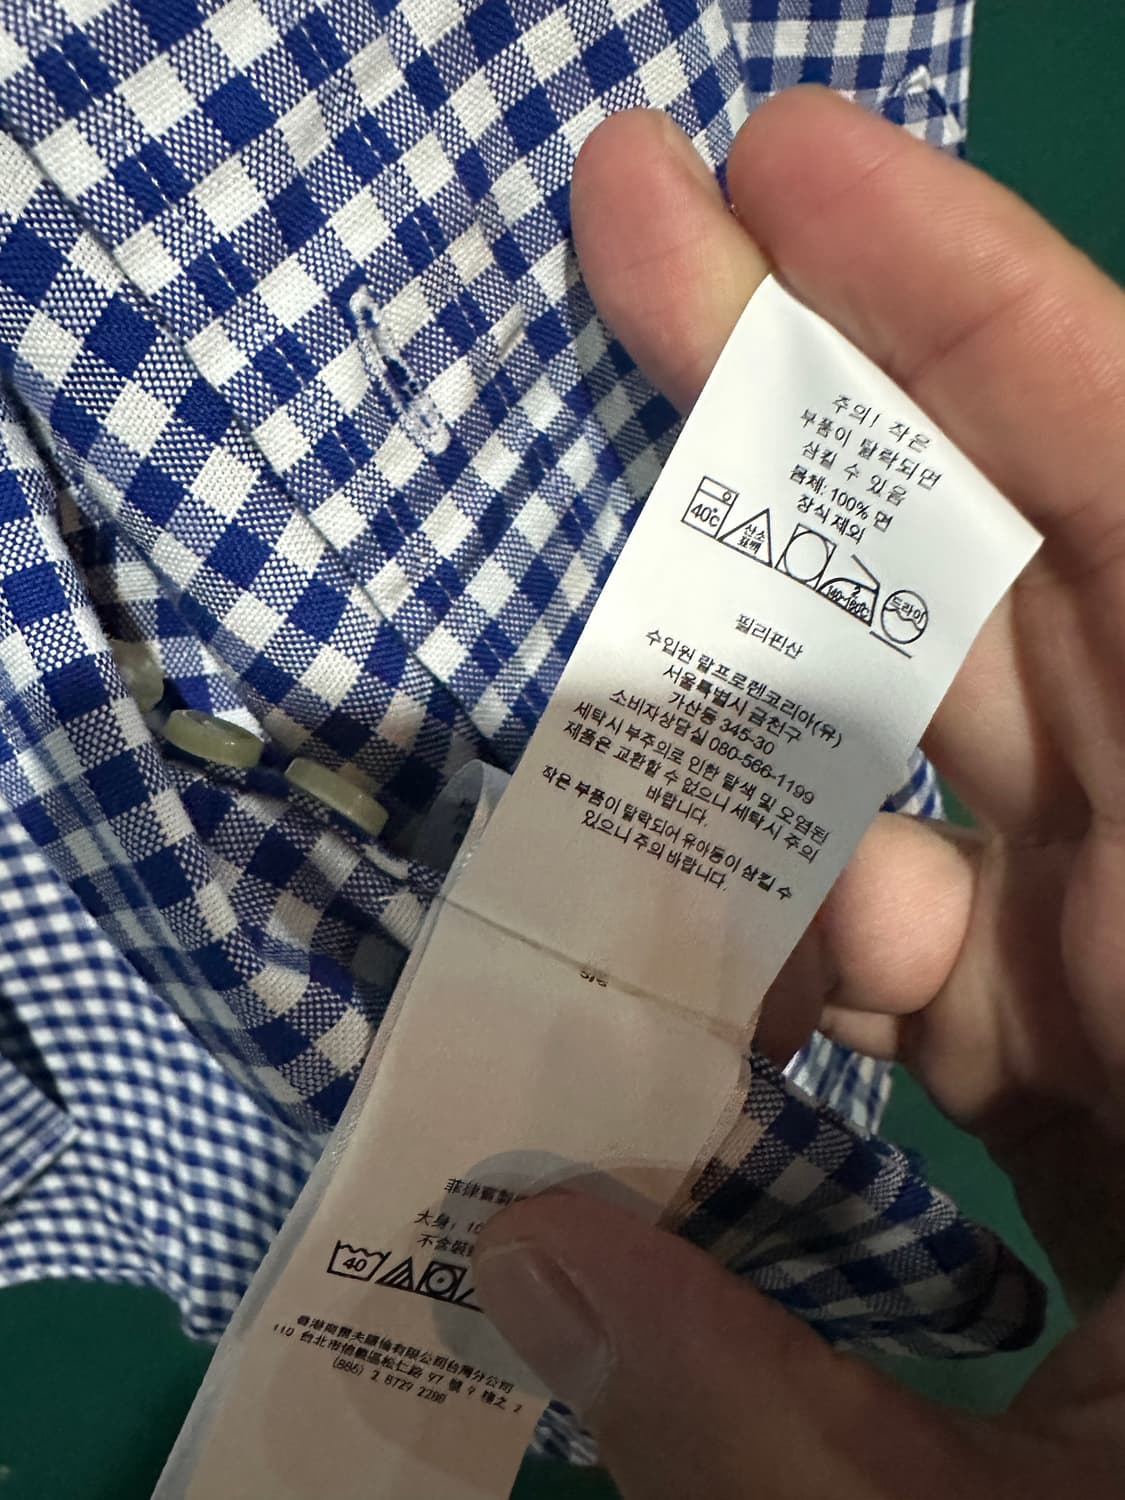 주의! 작은
부품이 탈락되면
삼킬 수 있음
몸체: 100% 면
장식 제외
40℃
산소
표백
2
140-160℃
드라이
필리핀산
수입원 랄프로렌코리아(유)
서울특별시 금천구
가산동 345-30
소비자상담실 080-566-1199
세탁시 부주의로 인한 탈색 및 오염된
제품은 교환할 수 없으니 세탁시 주의
바랍니다.
작은 부품이 탈락되어 유아동이 삼킬 수
있으니 주의 바랍니다.
5/6
菲律賓製
大身: 10
不含裝
40
香港商爾夫羅倫有限公司台灣分公司
110 台北市信義區松仁路 97 號 9 樓之 2
(886) 2 8729 2288